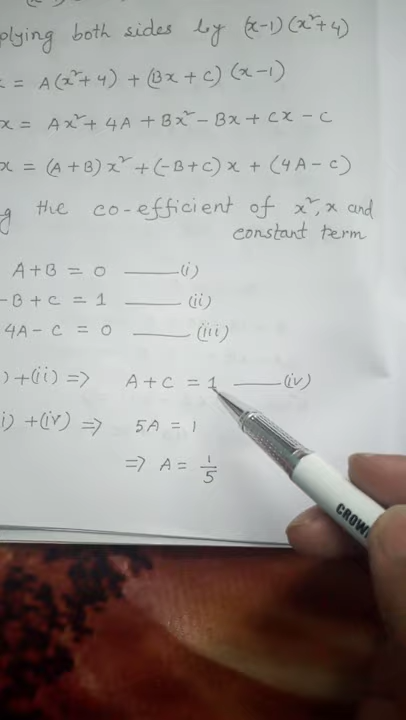 plying both sides by (x-1)(x²+4)
x = A(x²+4) + (Bx+C)(x-1)
x = Ax² + 4A + Bx² - Bx + Cx - C
x = (A+B)x² + (-B+C)x + (4A-C)
g the co-efficient of x², x and
constant term
A+B = 0 ——— (i)
-B+C = 1 ——— (ii)
4A-C = 0 ——— (iii)
)+(ii) => A+C = 1 ——— (iv)
i) +(iv) => 5A = 1
=> A = 1/5
CROWN